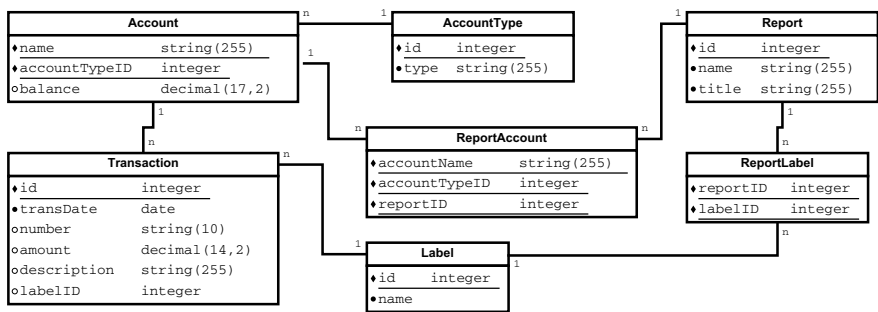 Account
name string(255)
accountTypeID integer
balance decimal(17,2)
n 1
AccountType
id integer
type string(255)
1
Report
id integer
name string(255)
title string(255)
1
n
ReportAccount
accountName string(255)
accountTypeID integer
reportID integer
n
1
n
Transaction
id integer
transDate date
number string(10)
amount decimal(14,2)
description string(255)
labelID integer
n
1
Label
id integer
name
1
1
n
ReportLabel
reportID integer
labelID integer
n